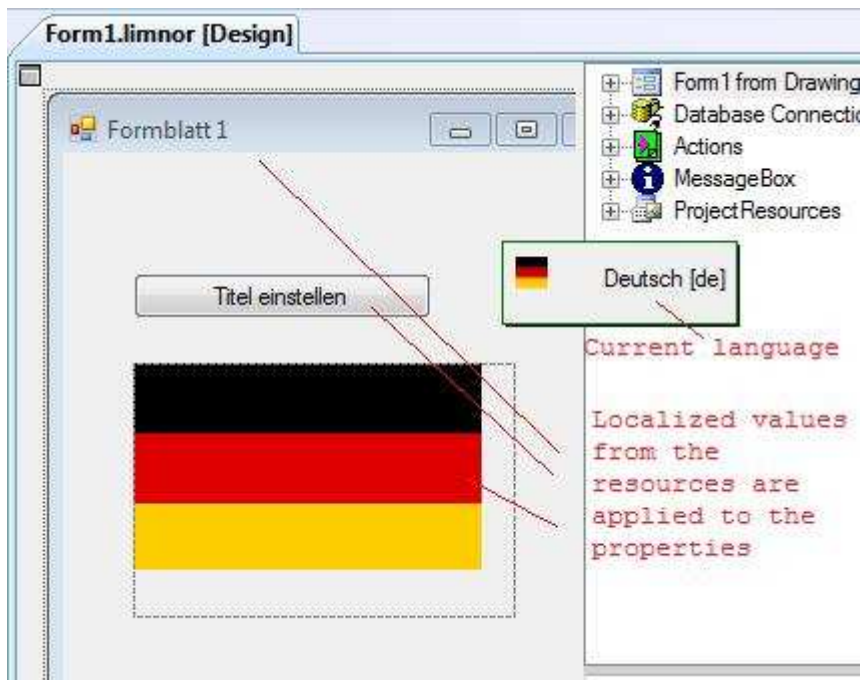 Form1.limnor [Design]
Formblatt 1
Titel einstellen
Form1 from Drawing
Database Connectio
Actions
MessageBox
ProjectResources
Deutsch [de]
Current language
Localized values
from the
resources are
applied to the
properties